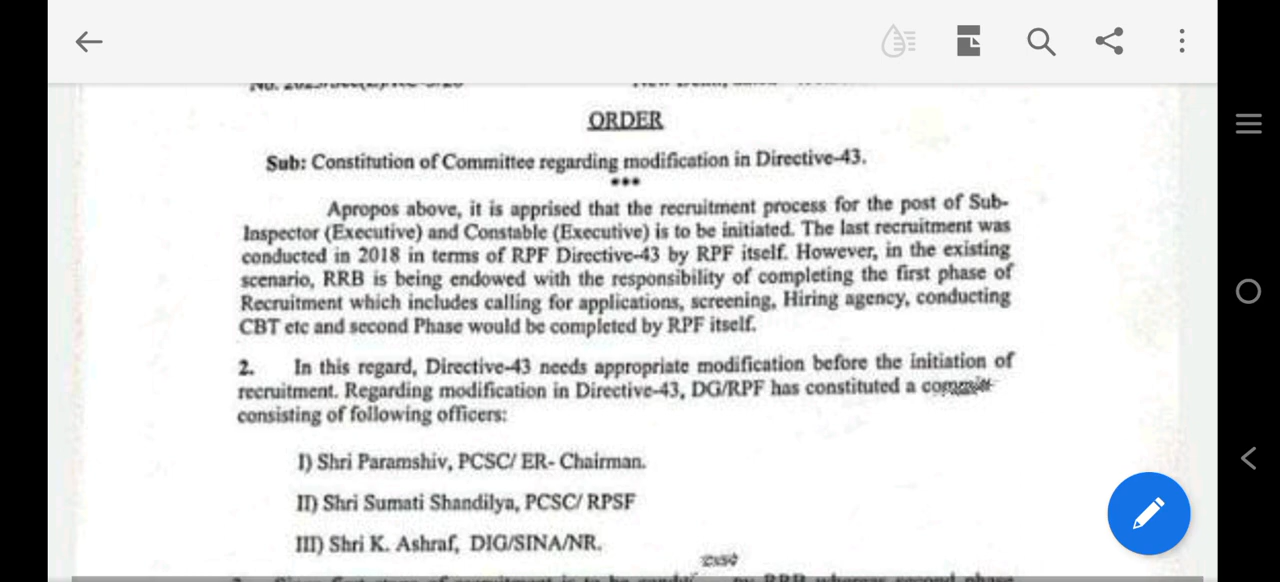 ORDER
Sub: Constitution of Committee regarding modification in Directive-43.
***
Apropos above, it is apprised that the recruitment process for the post of Sub-
Inspector (Executive) and Constable (Executive) is to be initiated. The last recruitment was
conducted in 2018 in terms of RPF Directive-43 by RPF itself. However, in the existing
scenario, RRB is being endowed with the responsibility of completing the first phase of
Recruitment which includes calling for applications, screening, Hiring agency, conducting
CBT etc and second Phase would be completed by RPF itself.
2. In this regard, Directive-43 needs appropriate modification before the initiation of
recruitment. Regarding modification in Directive-43, DG/RPF has constituted a
consisting of following officers:
I) Shri Paramshiv, PCSC/ ER- Chairman.
II) Shri Sumati Shandilya, PCSC/ RPSF
III) Shri K. Ashraf, DIG/SINA/NR.